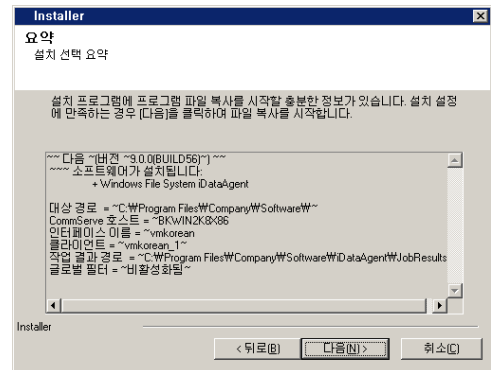 Installer
요약
설치 선택 요약
설치 프로그램에 프로그램 파일 복사를 시작할 충분한 정보가 있습니다. 설치 설정
에 만족하는 경우 [다음]을 클릭하여 파일 복사를 시작합니다.
~~ 다음 ~(버전 ~9.0.0(BUILD56)~) ~~
~~~ 소프트웨어가 설치됩니다:
+ Windows File System iDataAgent
대상 경로 = ~C:₩Program Files₩Company₩Software₩~
CommServe 호스트 = ~BKWIN2K8X86
인터페이스 이름 = ~vmkorean
클라이언트 = ~vmkorean_1~
작업 결과 경로 = ~C:₩Program Files₩Company₩Software₩iDataAgent₩JobResults
글로벌 필터 = ~비활성화됨~
Installer
< 뒤로(B)
다음(N) >
취소(C)